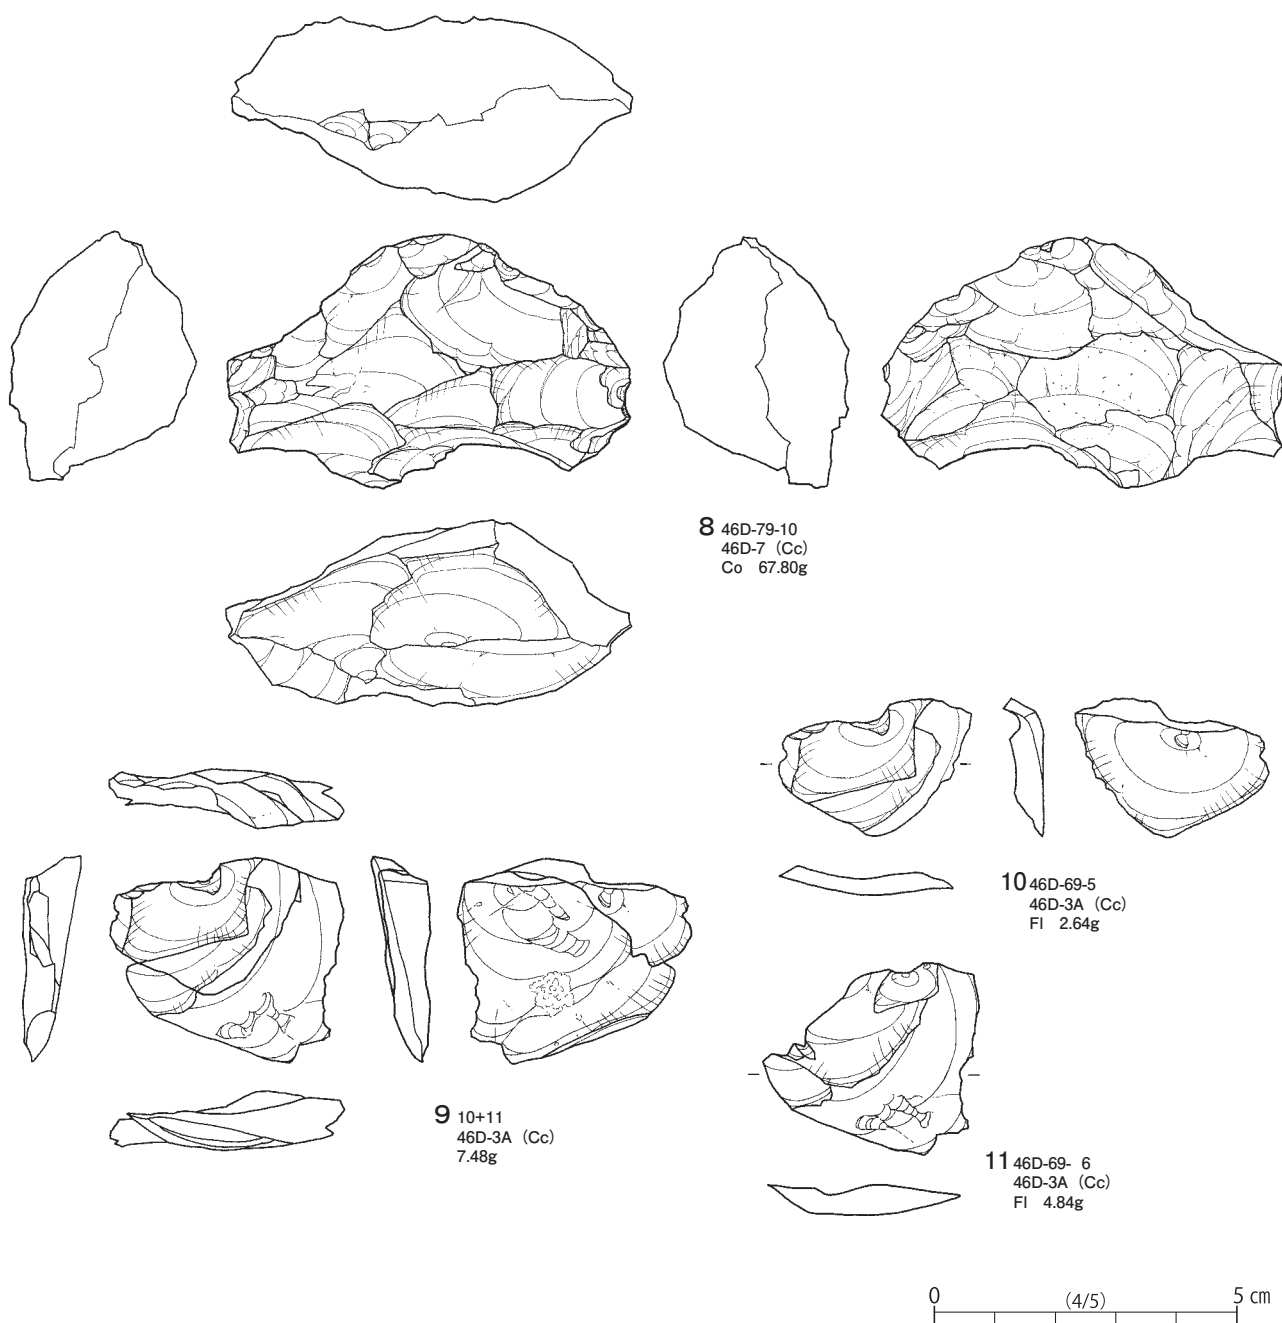 8 46D-79-10
46D-7 (Cc)
Co 67.80g
10 46D-69-5
46D-3A (Cc)
Fl 2.64g
9 10+11
46D-3A (Cc)
7.48g
11 46D-69- 6
46D-3A (Cc)
Fl 4.84g
0 (4/5) 5 cm